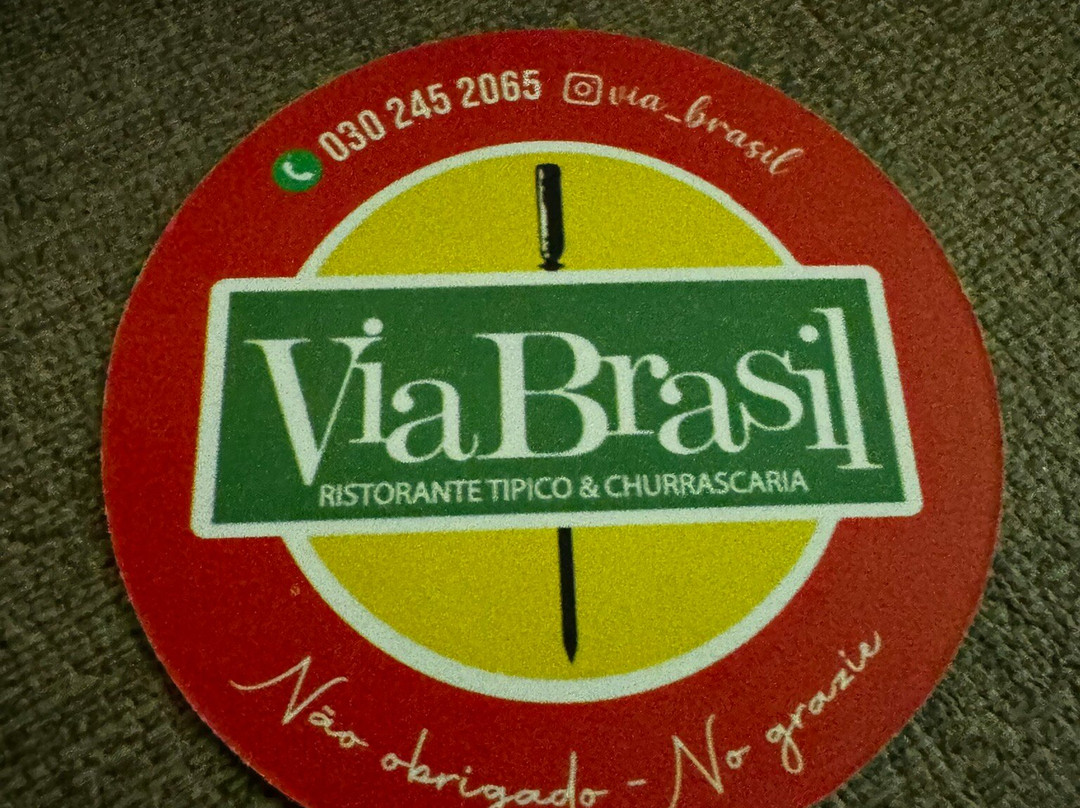 030 245 2065 via_brasil
Via Brasil
RISTORANTE TIPICO & CHURRASCARIA
Não obrigado - No grazie